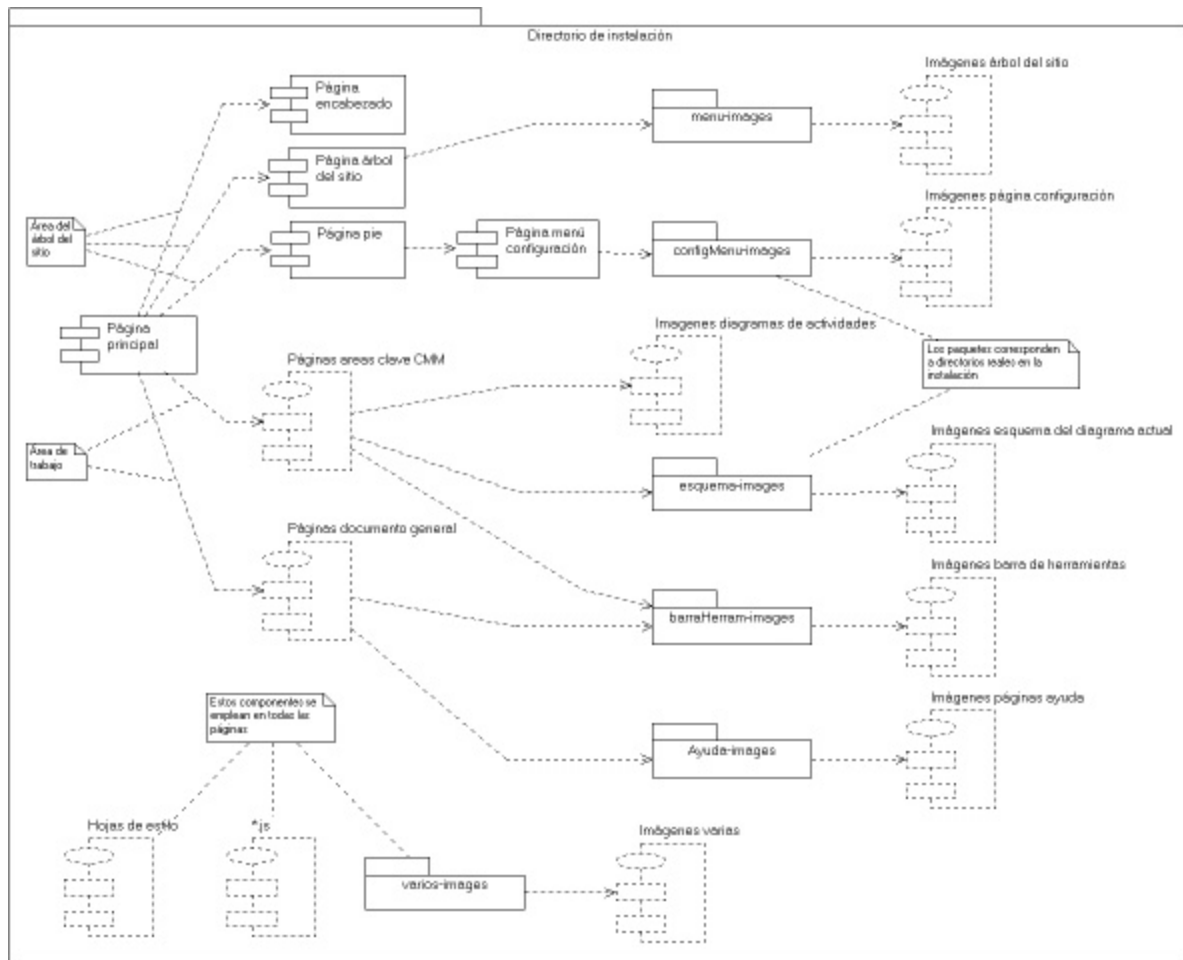 Directorio de instalación
Imágenes árbol del sitio
Página
encabezado
menu-images
Página árbol
del sitio
Imágenes página configuración
Área del
árbol del
sitio
Página pie
Página menú
configuración
configMenu-images
Imagenes diagramas de actividades
Página
principal
Los paquetes corresponden
a directorios reales en la
instalación
Páginas areas clave CMM
Imágenes esquema del diagrama actual
Área de
trabajo
esquema-images
Páginas documento general
Imágenes barra de herramientas
barraHerram-images
Imágenes páginas ayuda
Estos componentes se
emplean en todas las
páginas
Ayuda-images
Hojas de estilo
*.js
Imágenes varias
varios-images